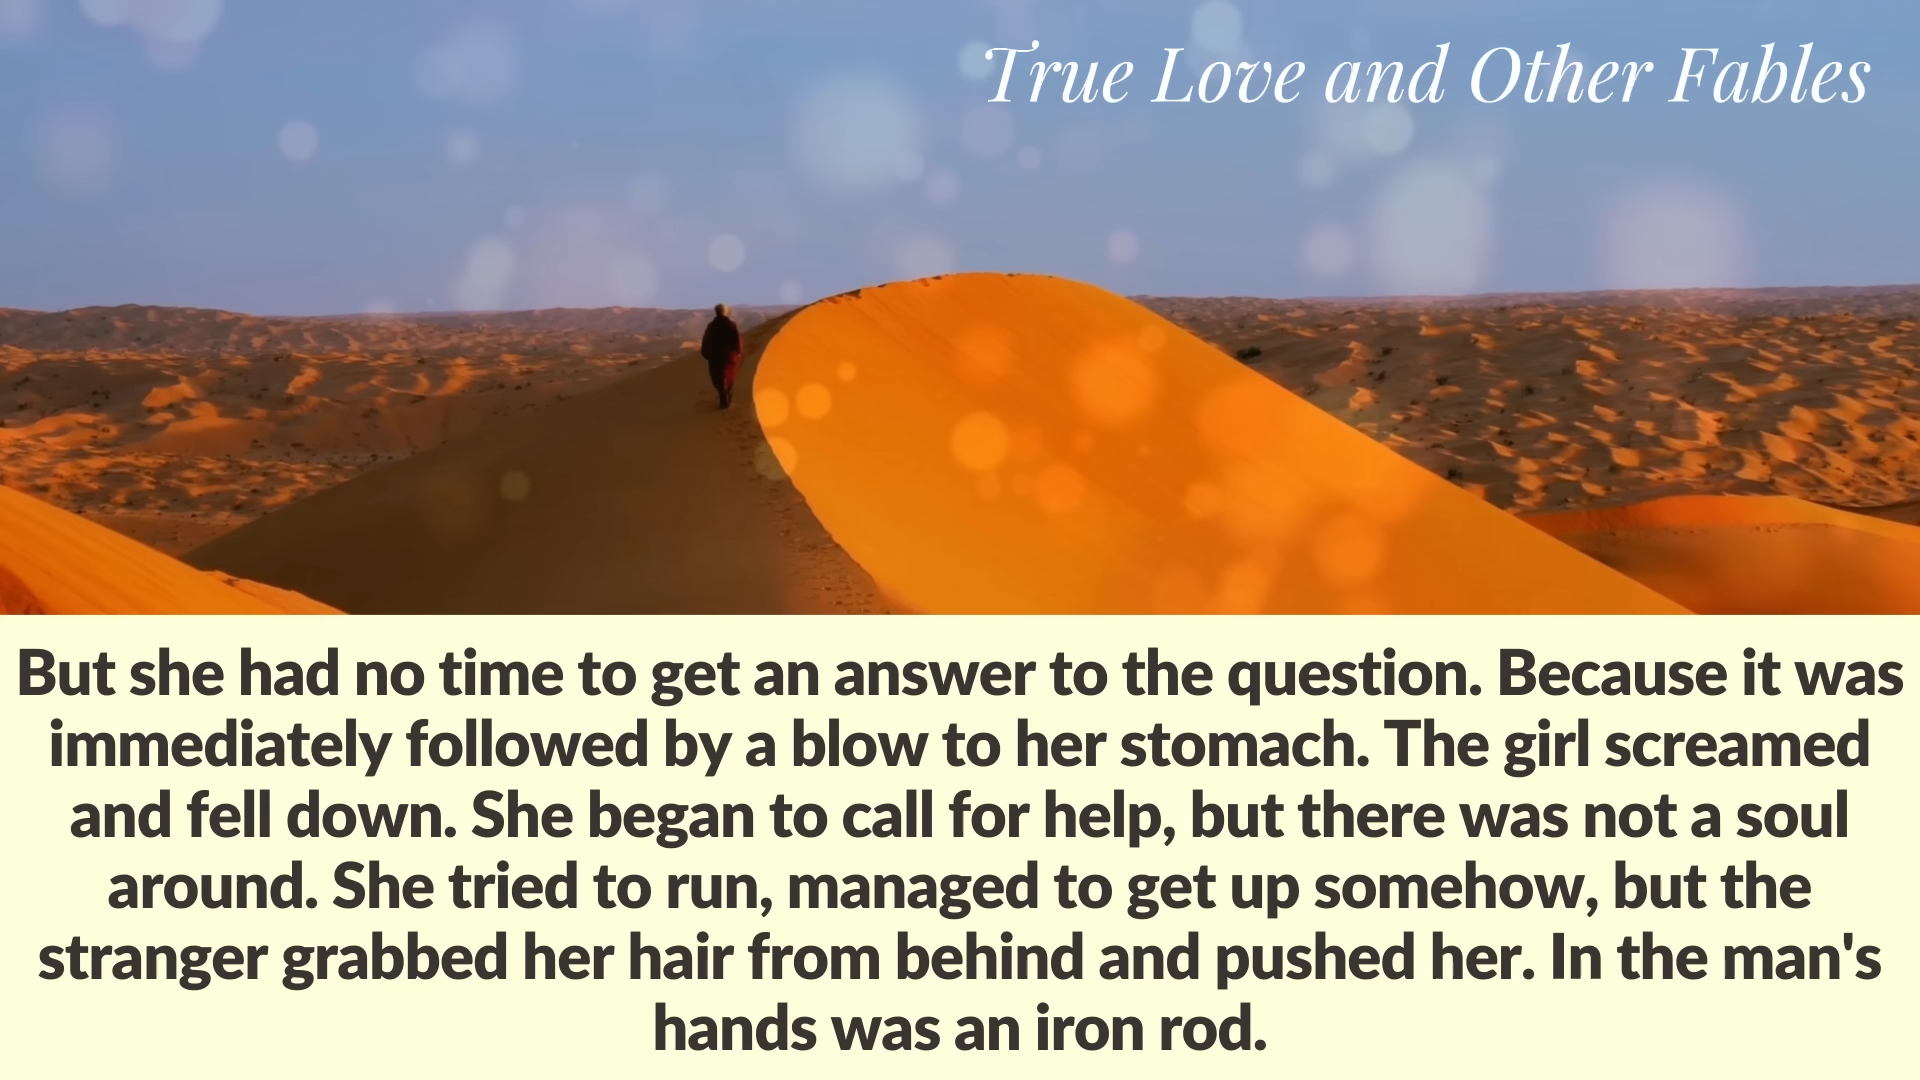 True Love and Other Fables
But she had no time to get an answer to the question. Because it was
immediately followed by a blow to her stomach. The girl screamed
and fell down. She began to call for help, but there was not a soul
around. She tried to run, managed to get up somehow, but the
stranger grabbed her hair from behind and pushed her. In the man's
hands was an iron rod.